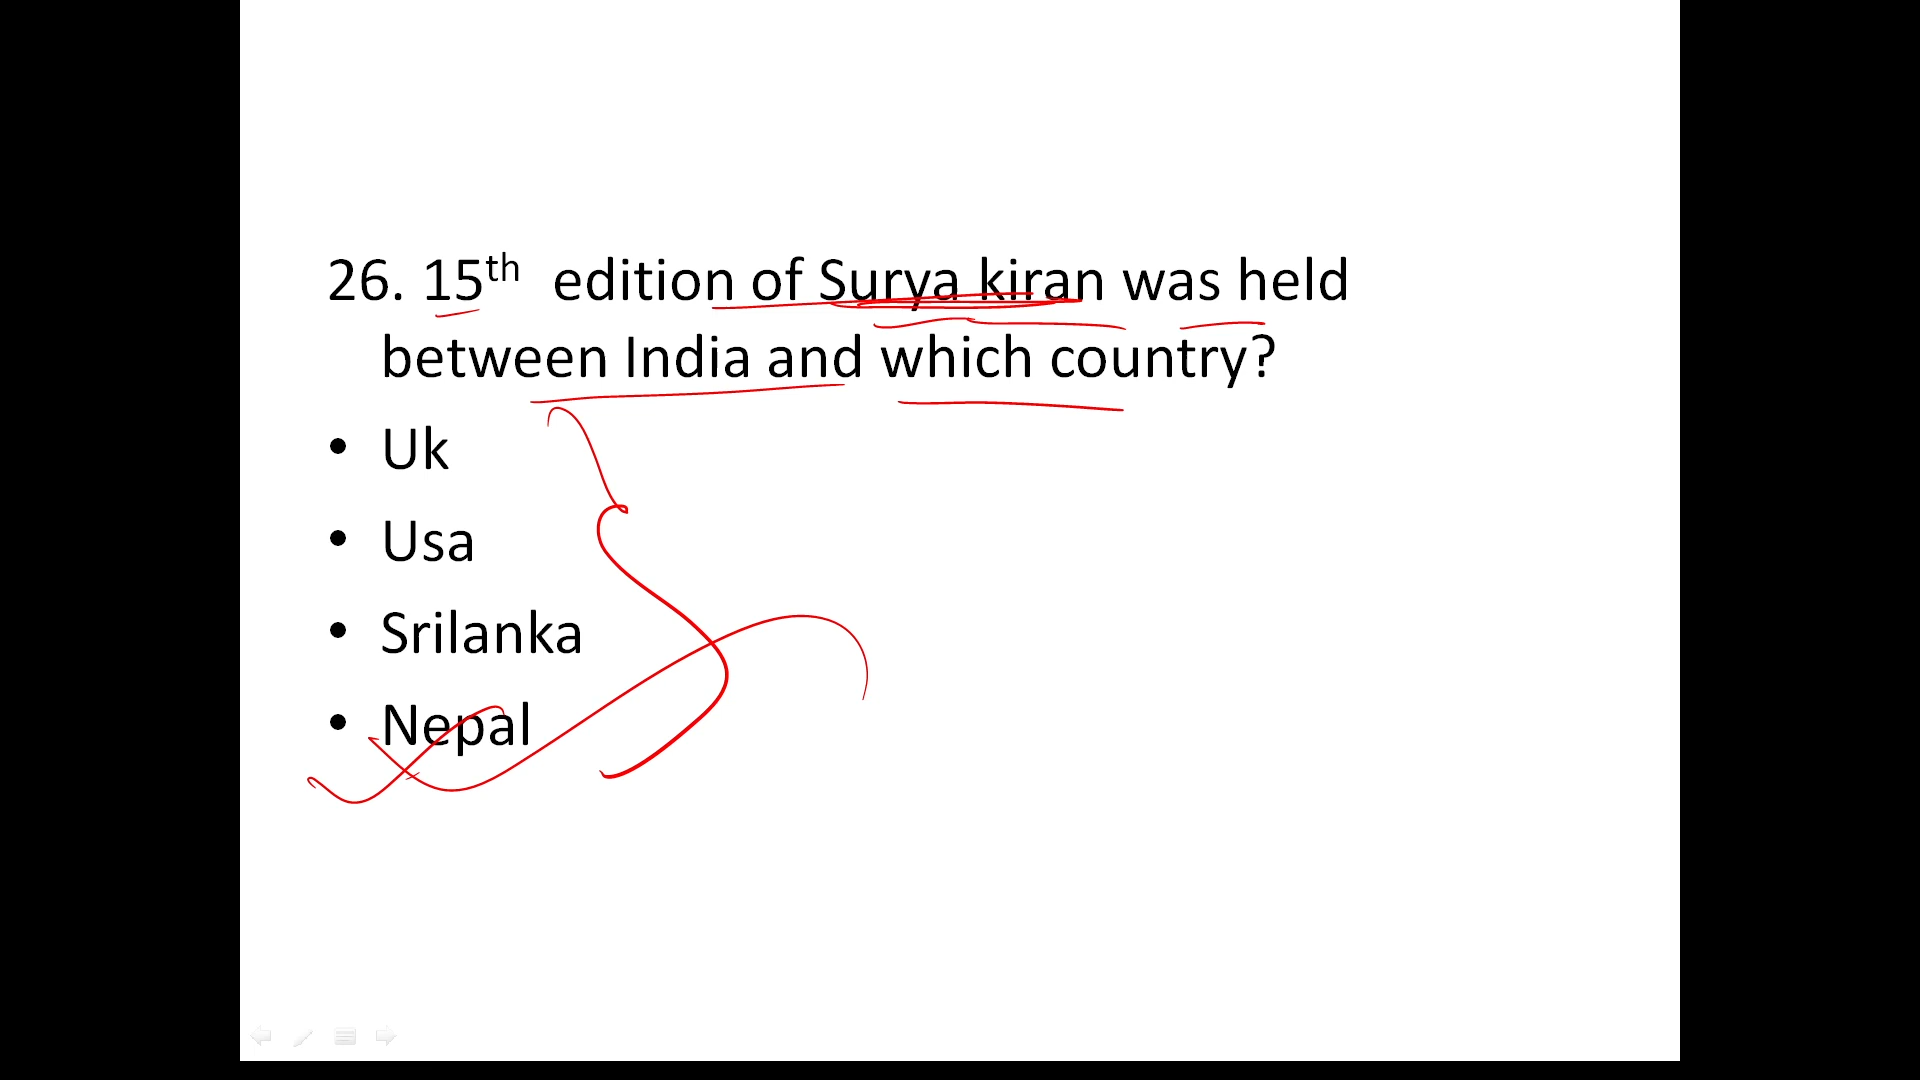 26. 15th edition of Surya kiran was held
between India and which country?
• Uk
• Usa
• Srilanka
• Nepal